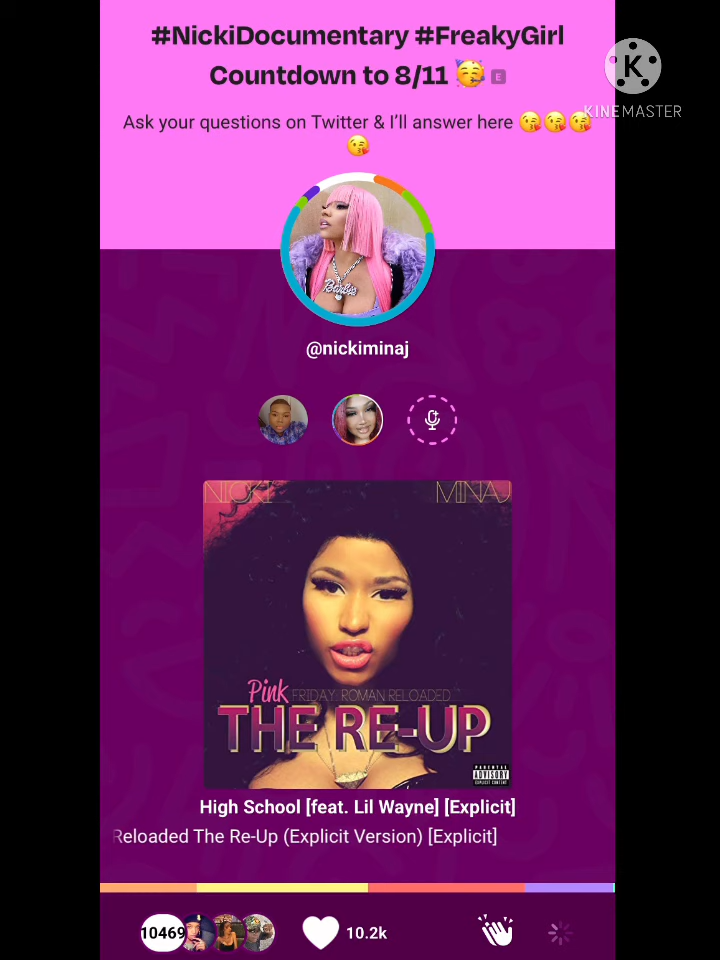 #NickiDocumentary #FreakyGirl
Countdown to 8/11 🥳 E
K
KINEMASTER
Ask your questions on Twitter & I'll answer here 😘😘😘
😘
Barbie
@nickiminaj
NICKI MINAJ
Pink FRIDAY: ROMAN RELOADED
THE RE-UP
PARENTAL
ADVISORY
EXPLICIT CONTENT
High School [feat. Lil Wayne] [Explicit]
Reloaded The Re-Up (Explicit Version) [Explicit]
10469 10.2k